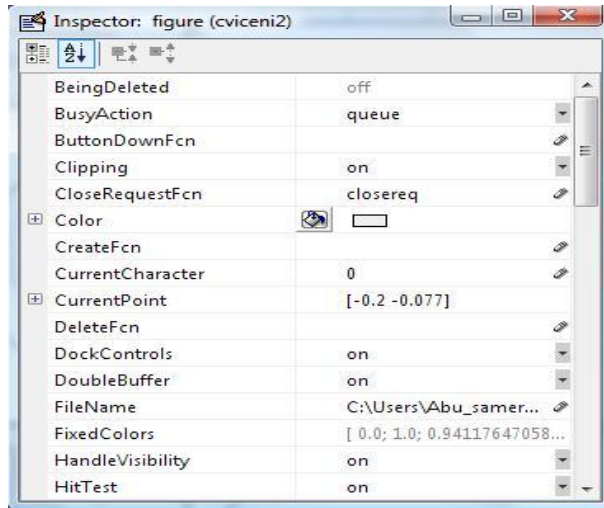 Inspector: figure (cviceni2)
BeingDeleted off
BusyAction queue
ButtonDownFcn
Clipping on
CloseRequestFcn closereq
Color
CreateFcn
CurrentCharacter 0
CurrentPoint [-0.2 -0.077]
DeleteFcn
DockControls on
DoubleBuffer on
FileName C:\Users\Abu_samer...
FixedColors [ 0.0; 1.0; 0.94117647058...
HandleVisibility on
HitTest on